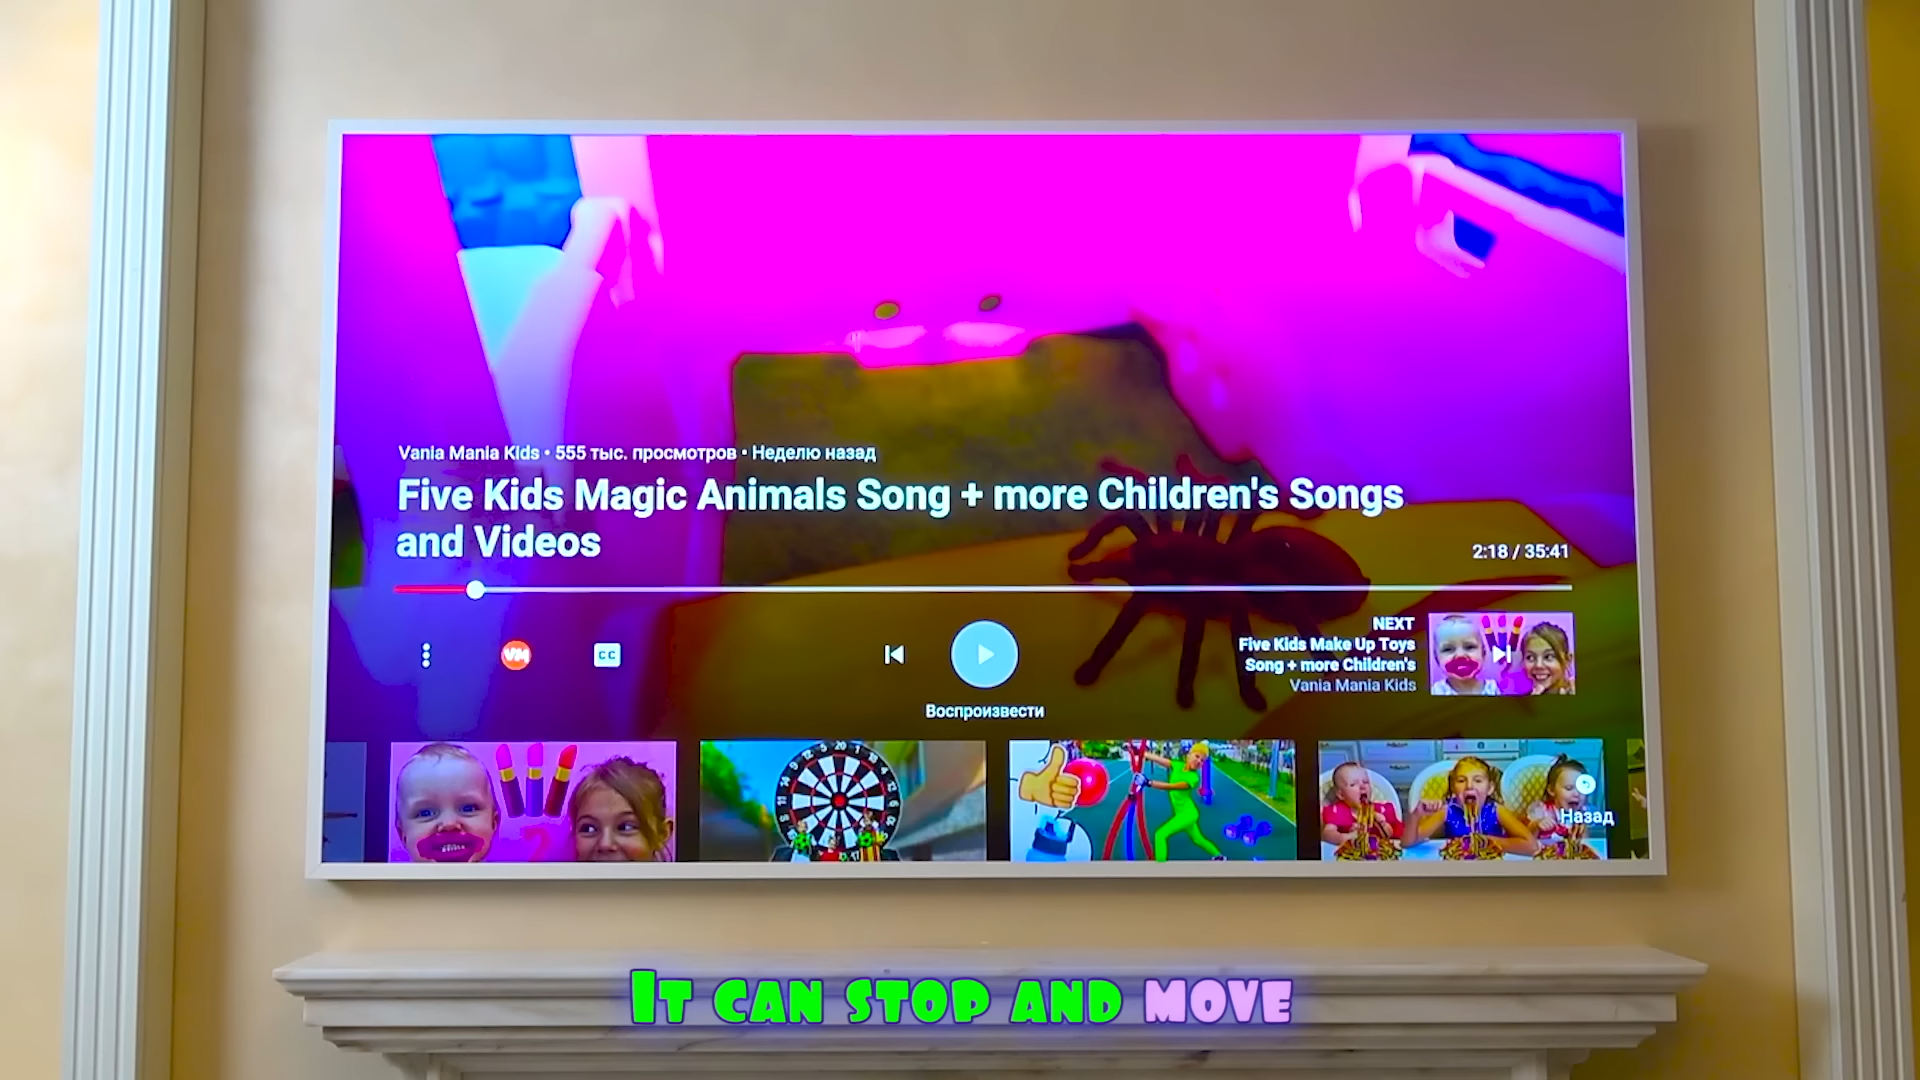 Vania Mania Kids • 555 тыс. просмотров • Неделю назад
Five Kids Magic Animals Song + more Children's Songs
and Videos
2:18 / 35:41
VM
CC
NEXT
Five Kids Make Up Toys
Song + more Children's
Vania Mania Kids
Воспроизвести
Назад
It can stop and move